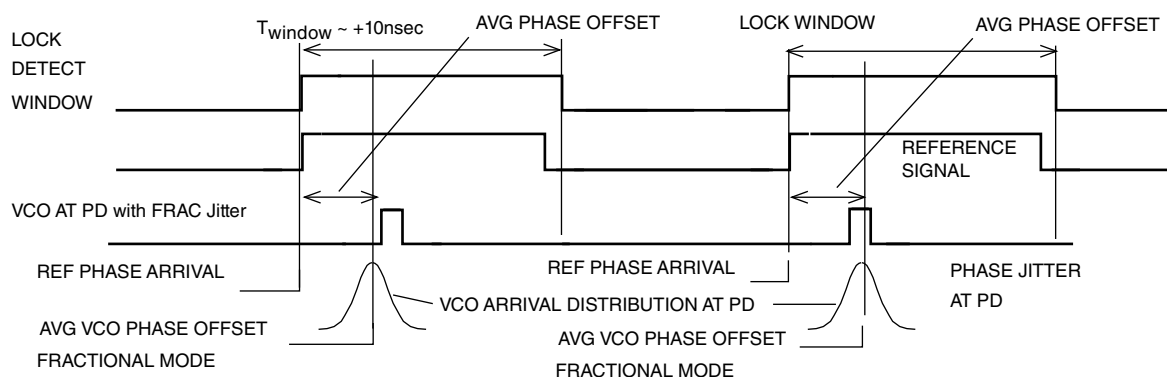 LOCK
DETECT
WINDOW
Twindow ~ +10nsec
AVG PHASE OFFSET
LOCK WINDOW
AVG PHASE OFFSET
REFERENCE
SIGNAL
VCO AT PD with FRAC Jitter
REF PHASE ARRIVAL
REF PHASE ARRIVAL
PHASE JITTER
AT PD
VCO ARRIVAL DISTRIBUTION AT PD
AVG VCO PHASE OFFSET
FRACTIONAL MODE
AVG VCO PHASE OFFSET
FRACTIONAL MODE